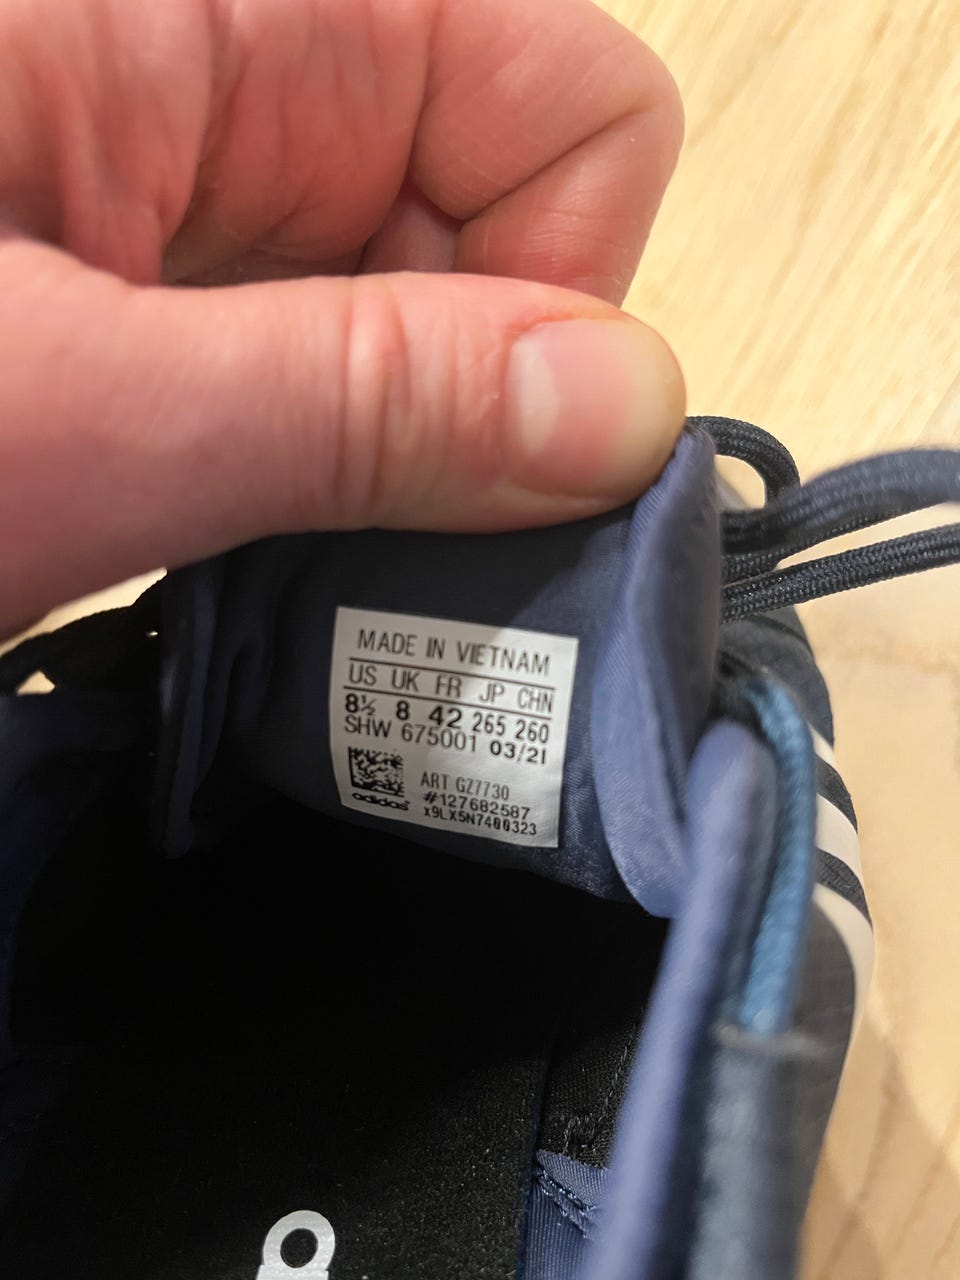 MADE IN VIETNAM
US UK FR JP CHN
8½ 8 42 265 260
SHW 675001 03/21
ART GZ7730
#127682587
adidas
x9LX5N7400323